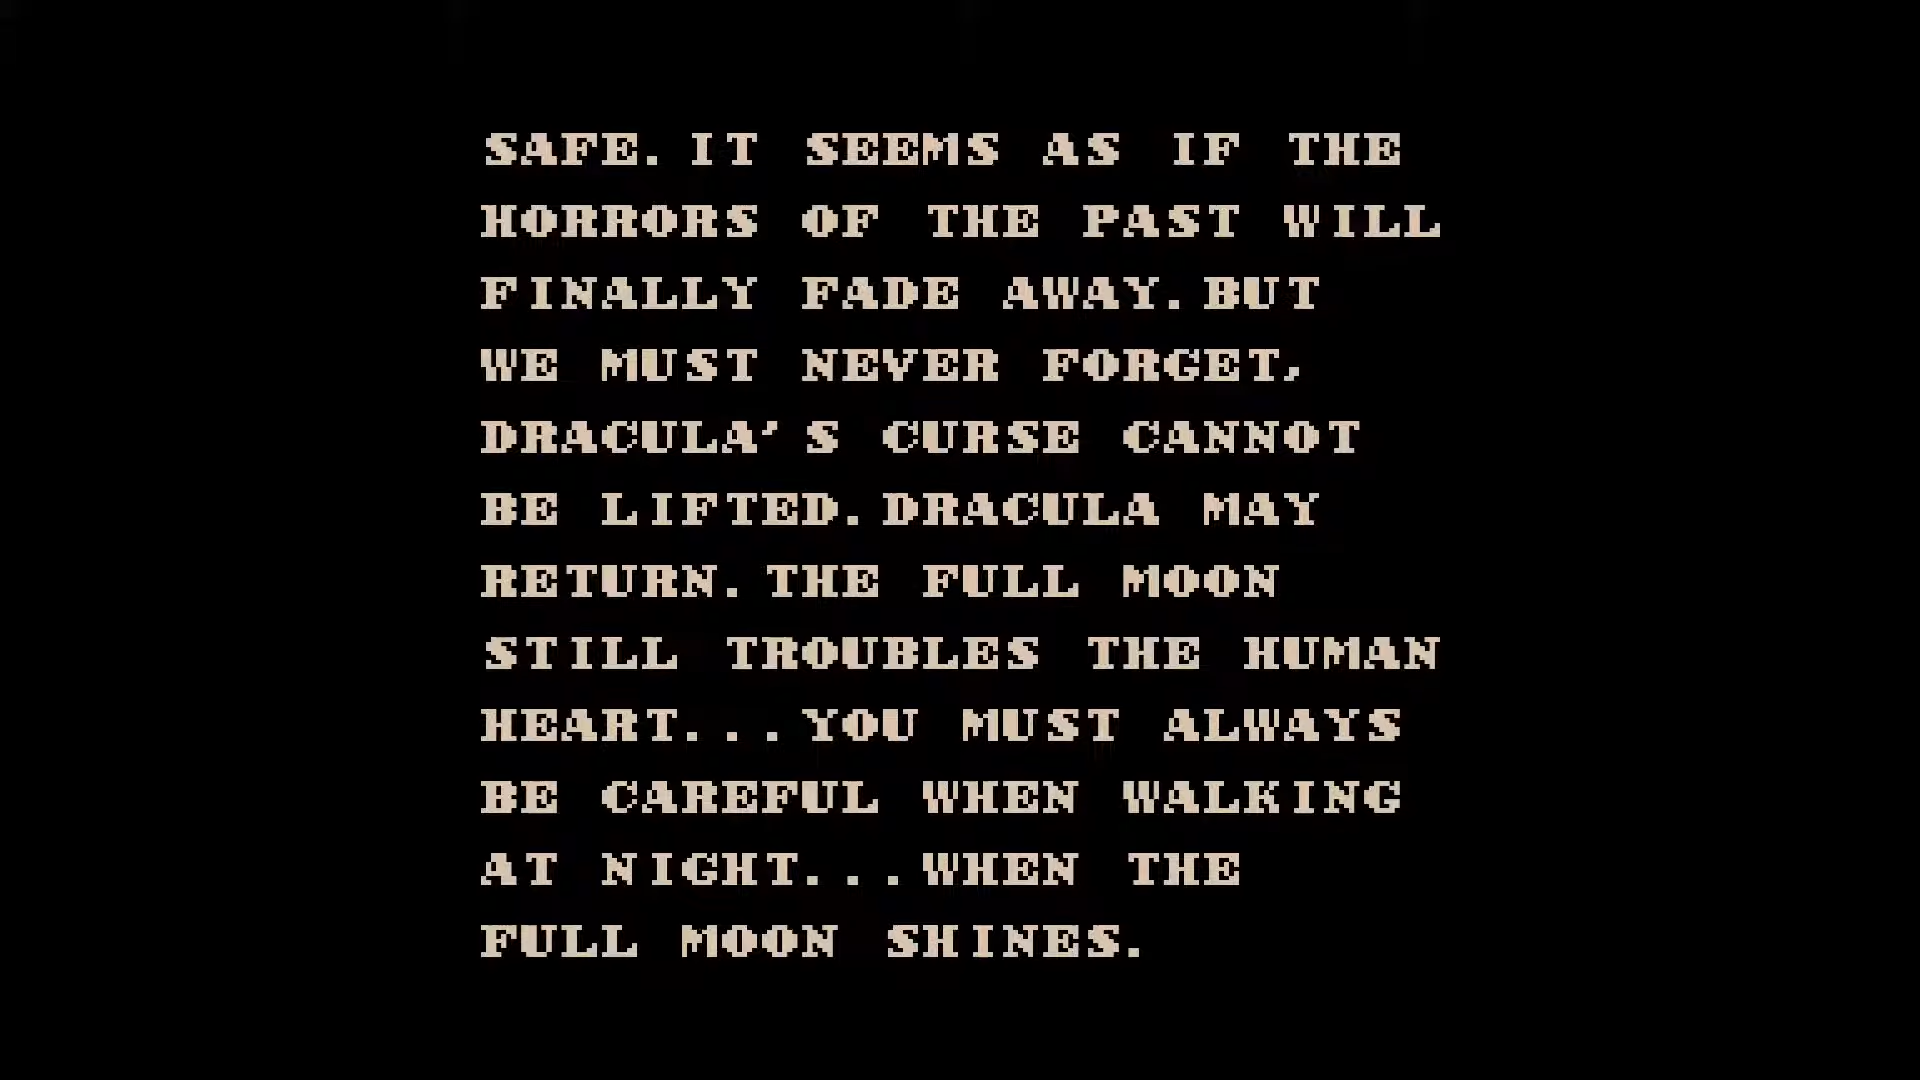 SAFE. IT SEEMS AS IF THE
HORRORS OF THE PAST WILL
FINALLY FADE AWAY. BUT
WE MUST NEVER FORGET,
DRACULA'S CURSE CANNOT
BE LIFTED. DRACULA MAY
RETURN. THE FULL MOON
STILL TROUBLES THE HUMAN
HEART...YOU MUST ALWAYS
BE CAREFUL WHEN WALKING
AT NIGHT...WHEN THE
FULL MOON SHINES.